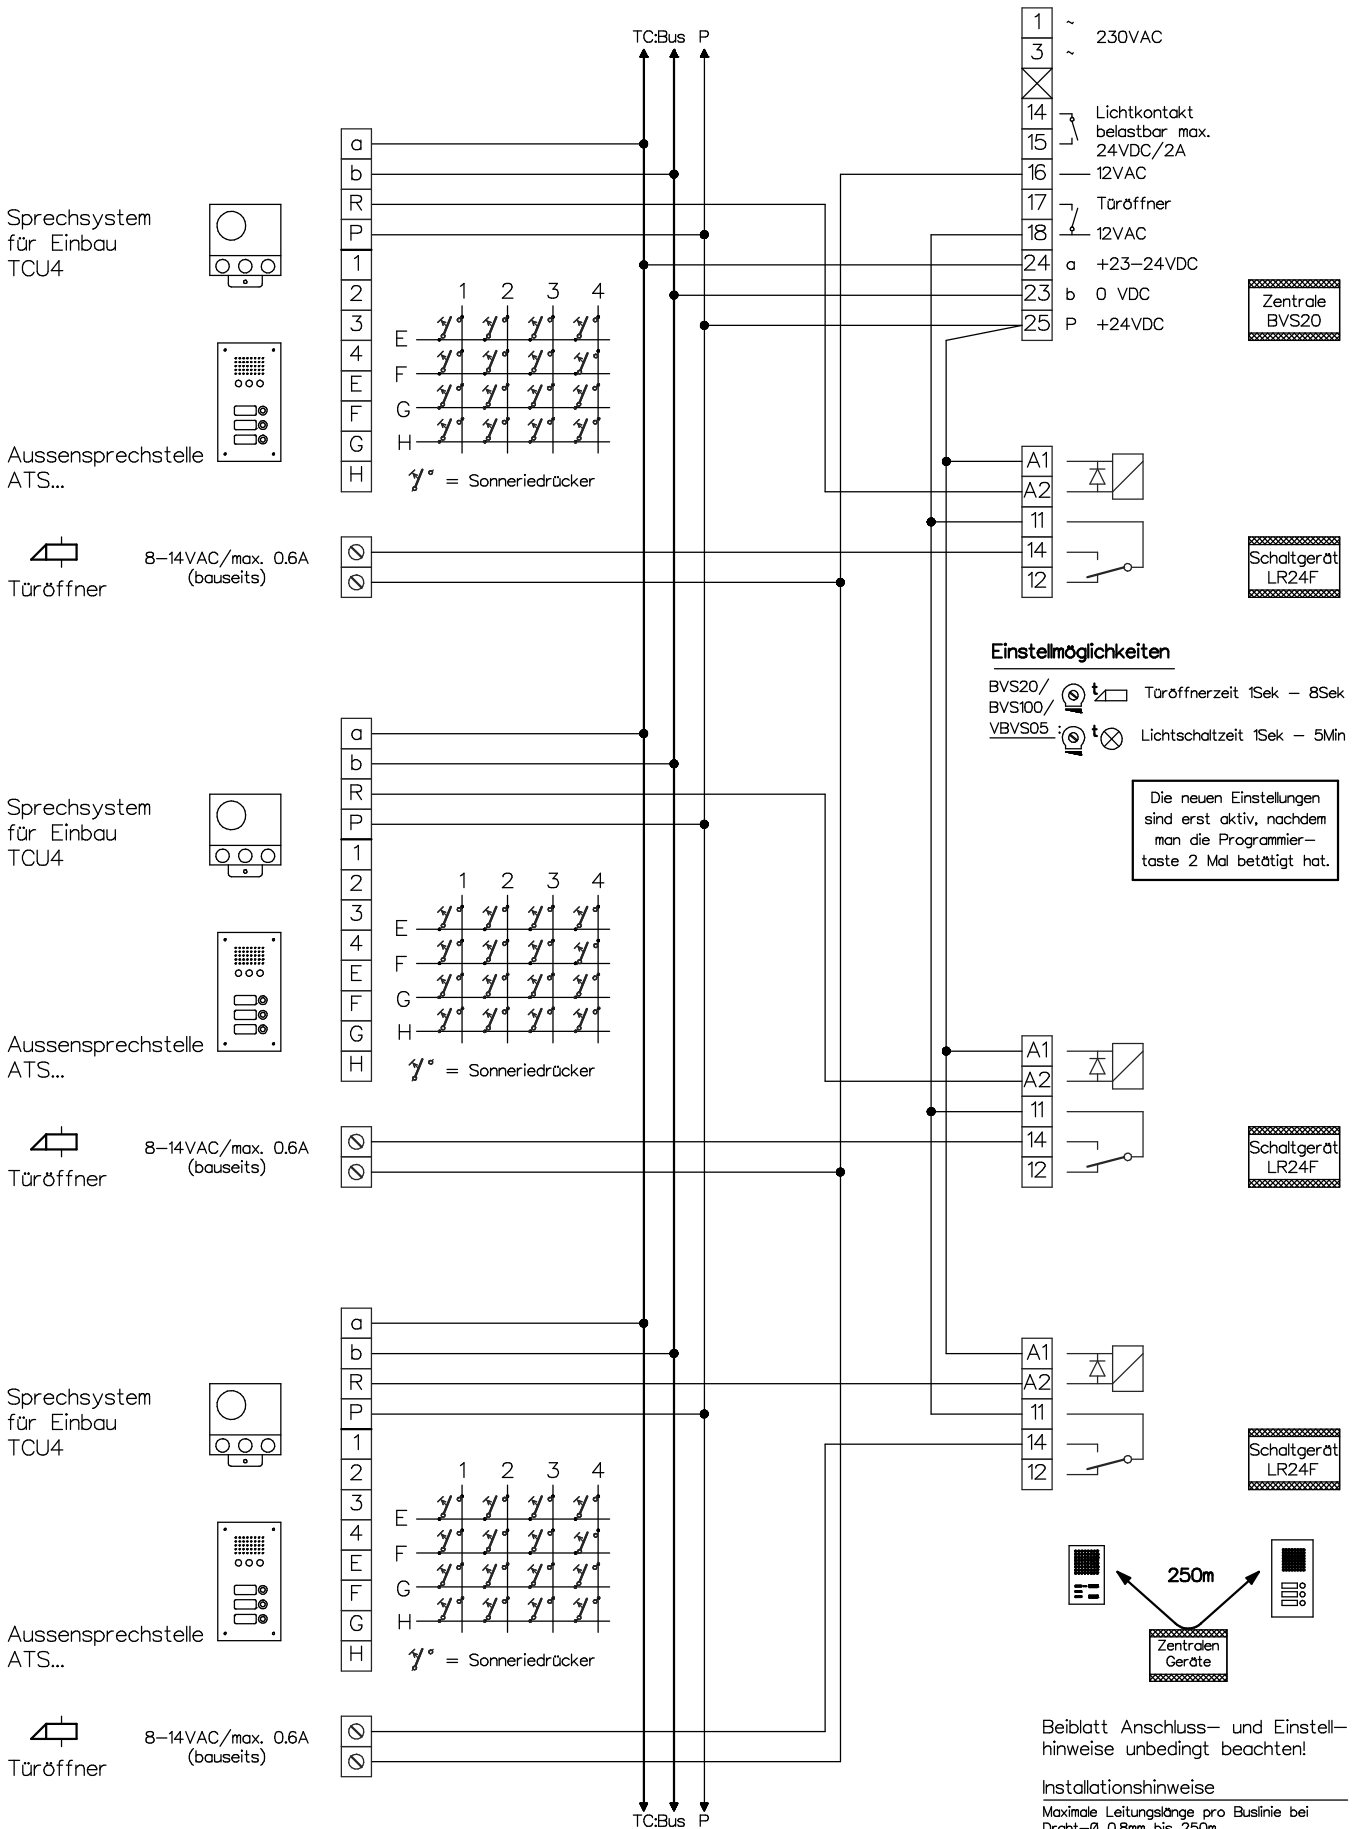 TC:Bus P
1 ~
230VAC
3 ~
14 Lichtkontakt
belastbar max.
15 24VDC/2A
16 12VAC
17 Türöffner
18 12VAC
24 a +23-24VDC
23 b 0 VDC
25 P +24VDC
Zentrale
BVS20
a
b
R
P
1
2
3
4
E
F
G
H
Sprechsystem
für Einbau
TCU4
1 2 3 4
E
F
G
H
= Sonneriedrücker
Aussensprechstelle
ATS...
Türöffner
8-14VAC/max. 0.6A
(bauseits)
A1
A2
11
14
12
Schaltgerät
LR24F
Einstellmöglichkeiten
BVS20/
BVS100/
VBVS05 :
t Türöffnerzeit 1Sek - 8Sek
t Lichtschaltzeit 1Sek - 5Min
Die neuen Einstellungen
sind erst aktiv, nachdem
man die Programmier-
taste 2 Mal betätigt hat.
a
b
R
P
1
2
3
4
E
F
G
H
Sprechsystem
für Einbau
TCU4
1 2 3 4
E
F
G
H
= Sonneriedrücker
Aussensprechstelle
ATS...
Türöffner
8-14VAC/max. 0.6A
(bauseits)
A1
A2
11
14
12
Schaltgerät
LR24F
a
b
R
P
1
2
3
4
E
F
G
H
Sprechsystem
für Einbau
TCU4
1 2 3 4
E
F
G
H
= Sonneriedrücker
Aussensprechstelle
ATS...
Türöffner
8-14VAC/max. 0.6A
(bauseits)
A1
A2
11
14
12
Schaltgerät
LR24F
250m
Zentralen
Geräte
Beiblatt Anschluss- und Einstell-
hinweise unbedingt beachten!
Installationshinweise
Maximale Leitungslänge pro Buslinie bei
Draht-Ø 0.8mm bis 250m
TC:Bus P